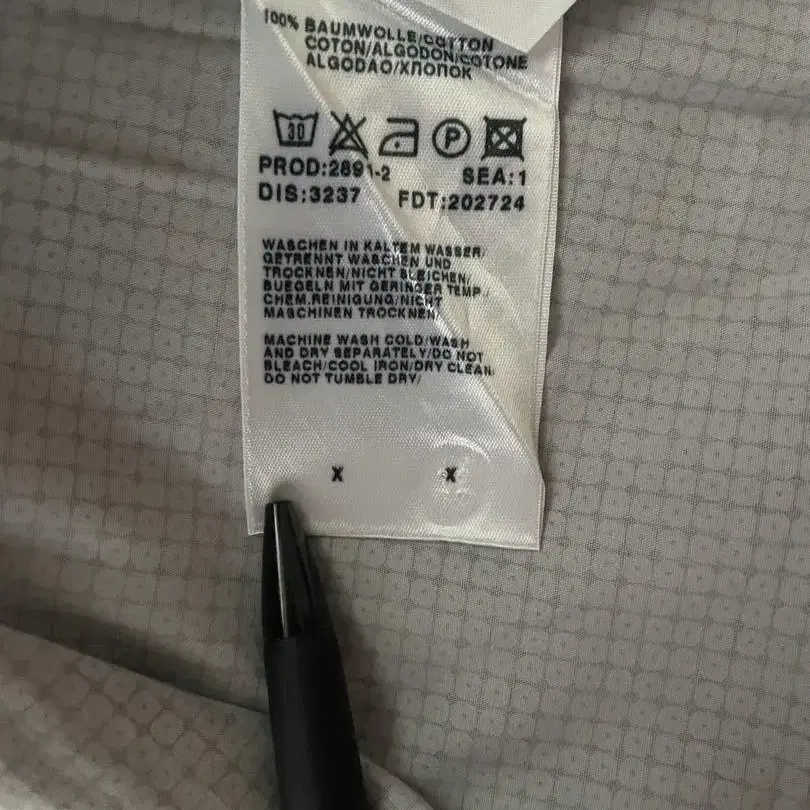 100% BAUMWOLLE/COTTON
COTON/ALGODON/COTONE
ALGODAO/ХЛОПОК
30 P
PROD:2891-2 SEA:1
DIS:3237 FDT:202724
WASCHEN IN KALTEM WASSER/
GETRENNT WASCHEN UND
TROCKNEN/NICHT BLEICHEN/
BUEGELN MIT GERINGER TEMP./
CHEM.REINIGUNG/NICHT
MASCHINEN TROCKNEN/
MACHINE WASH COLD/WASH
AND DRY SEPARATELY/DO NOT
BLEACH/COOL IRON/DRY CLEAN/
DO NOT TUMBLE DRY/
X X